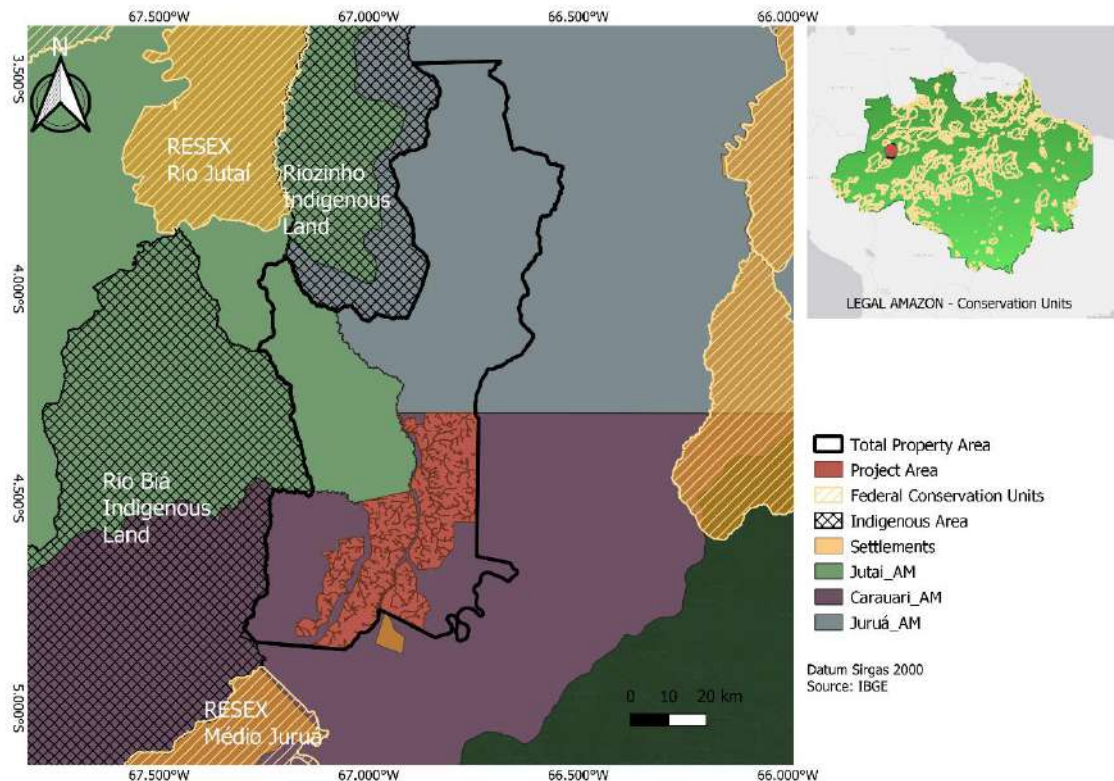 67.500°W 67.000°W 66.500°W 66.000°W
3.500°S
4.000°S
4.500°S
5.000°S
N
RESEX
Rio Jutaí
Riozinho
Indigenous
Land
Rio Biá
Indigenous
Land
RESEX
Médio Juruá
0 10 20 km
67.500°W 67.000°W 66.500°W 66.000°W
LEGAL AMAZON - Conservation Units
Total Property Area
Project Area
Federal Conservation Units
Indigenous Area
Settlements
Jutai_AM
Carauari_AM
Juruá_AM
Datum Sirgas 2000
Source: IBGE